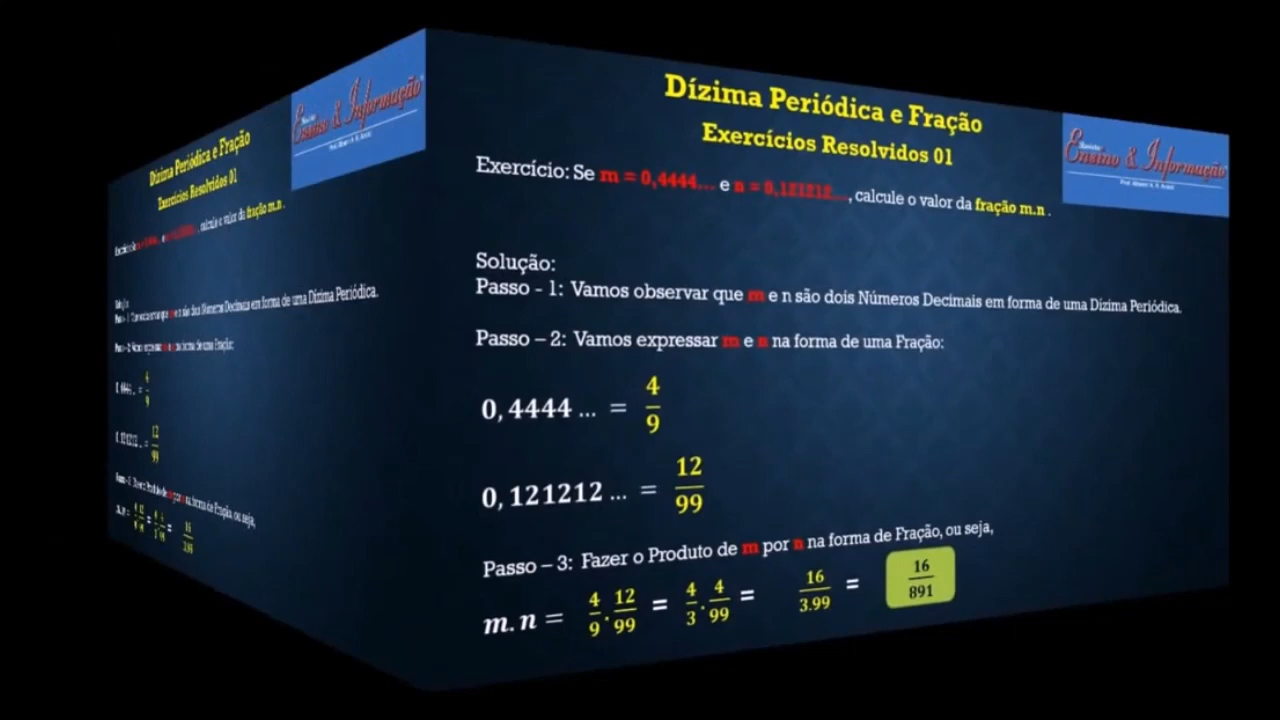 Dízima Periódica e Fração
Exercícios Resolvidos 01
Ensino & Informação
Exercício: Se m = 0,4444... e n = 0,121212..., calcule o valor da fração m.n .
Solução:
Passo - 1: Vamos observar que m e n são dois Números Decimais em forma de uma Dízima Periódica.
Passo – 2: Vamos expressar m e n na forma de uma Fração:
0,4444 ... = 4/9
0,121212 ... = 12/99
Passo – 3: Fazer o Produto de m por n na forma de Fração, ou seja,
m. n = 4/9 . 12/99 = 4/3 . 4/99 = 16/3.99 = 16/891
Dízima Periódica e Fração
Exercícios Resolvidos 01
Ensino & Informação